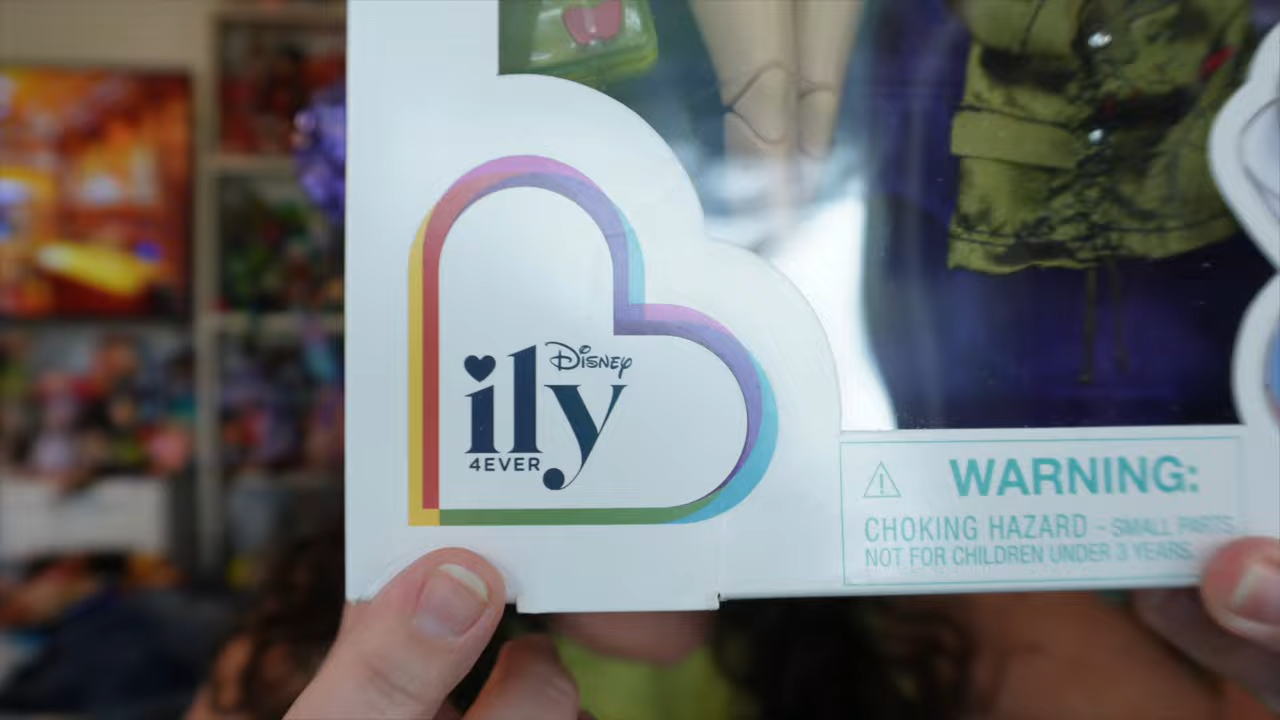 Disney
ily
4EVER
WARNING:
CHOKING HAZARD - SMALL PARTS
NOT FOR CHILDREN UNDER 3 YEARS.